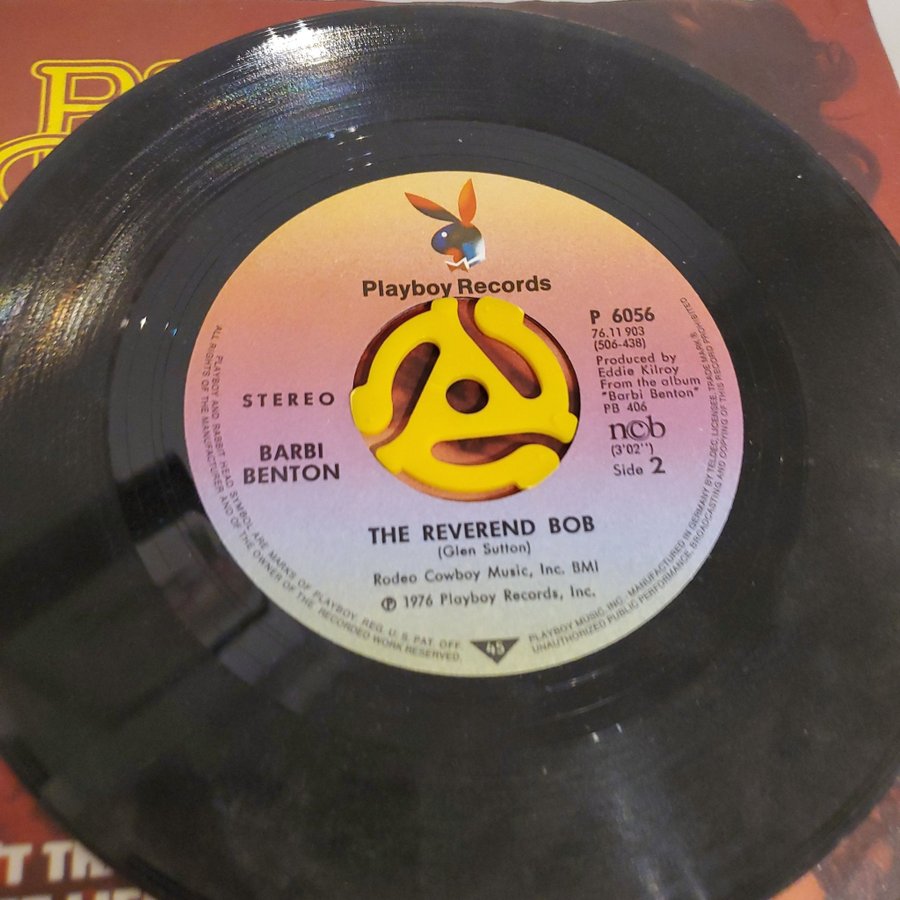 Playboy Records
P 6056
76.11 903
(506-438)
Produced by
Eddie Kilroy
From the album
"Barbi Benton"
PB 406
ncb
(3'02'')
Side 2
STEREO
BARBI
BENTON
THE REVEREND BOB
(Glen Sutton)
Rodeo Cowboy Music, Inc. BMI
℗ 1976 Playboy Records, Inc.
45
PLAYBOY AND RABBIT HEAD SYMBOL ARE MARKS OF PLAYBOY, REG. U. S. PAT. OFF.
ALL RIGHTS OF THE MANUFACTURER AND OF THE OWNER OF THE RECORDED WORK RESERVED.
PLAYBOY MUSIC, INC. MANUFACTURED IN GERMANY BY TELDEC, LICENSEE, TRADE MARK'S
UNAUTHORIZED PUBLIC PERFORMANCE, BROADCASTING AND COPYING OF THIS RECORD PROHIBITED
'T TH